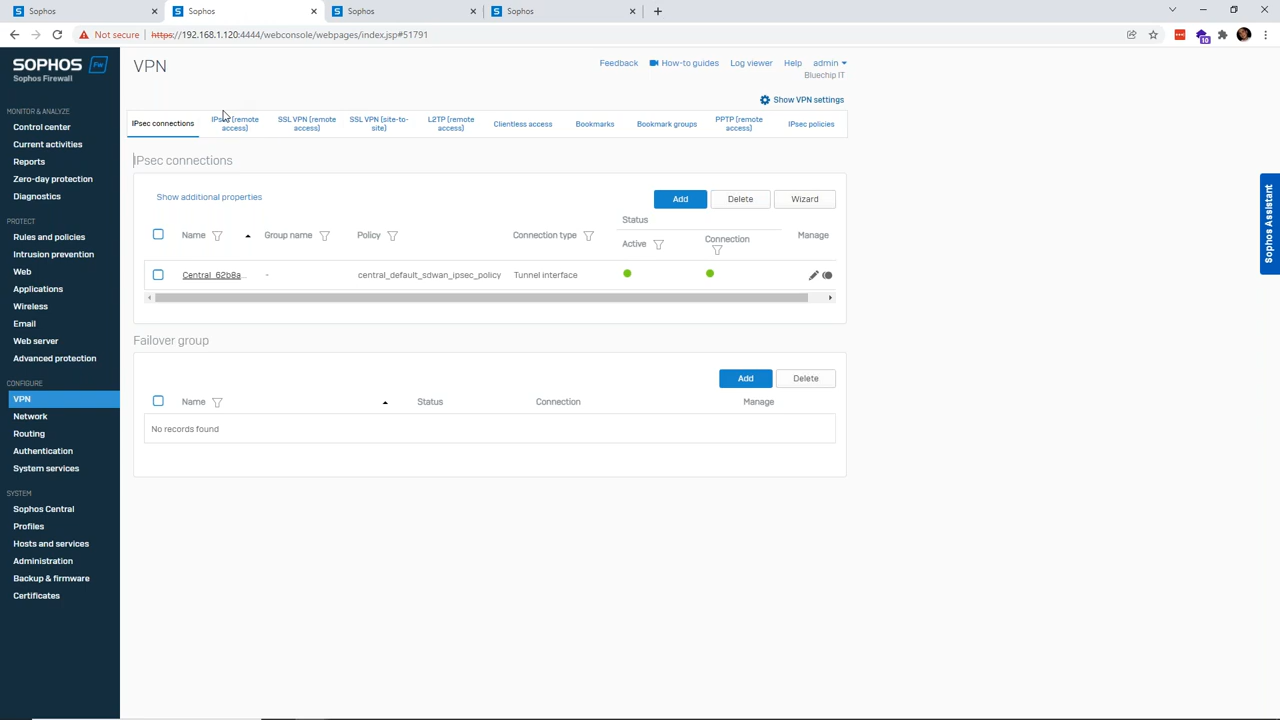 Sophos
Sophos
Sophos
Sophos
Not secure https://192.168.1.120:4444/webconsole/webpages/index.jsp#51791
10
SOPHOS Fw
Sophos Firewall
MONITOR & ANALYZE
Control center
Current activities
Reports
Zero-day protection
Diagnostics
PROTECT
Rules and policies
Intrusion prevention
Web
Applications
Wireless
Email
Web server
Advanced protection
CONFIGURE
VPN
Network
Routing
Authentication
System services
SYSTEM
Sophos Central
Profiles
Hosts and services
Administration
Backup & firmware
Certificates
VPN
Feedback How-to guides Log viewer Help admin
Bluechip IT
Show VPN settings
IPsec connections
IPsec (remote
access)
SSL VPN (remote
access)
SSL VPN (site-to-
site)
L2TP (remote
access)
Clientless access
Bookmarks
Bookmark groups
PPTP (remote
access)
IPsec policies
IPsec connections
Show additional properties
Add Delete Wizard
Status
Name Group name Policy Connection type Active Connection Manage
Central_62b8a... - central_default_sdwan_ipsec_policy Tunnel interface
Failover group
Add Delete
Name Status Connection Manage
No records found
Sophos Assistant